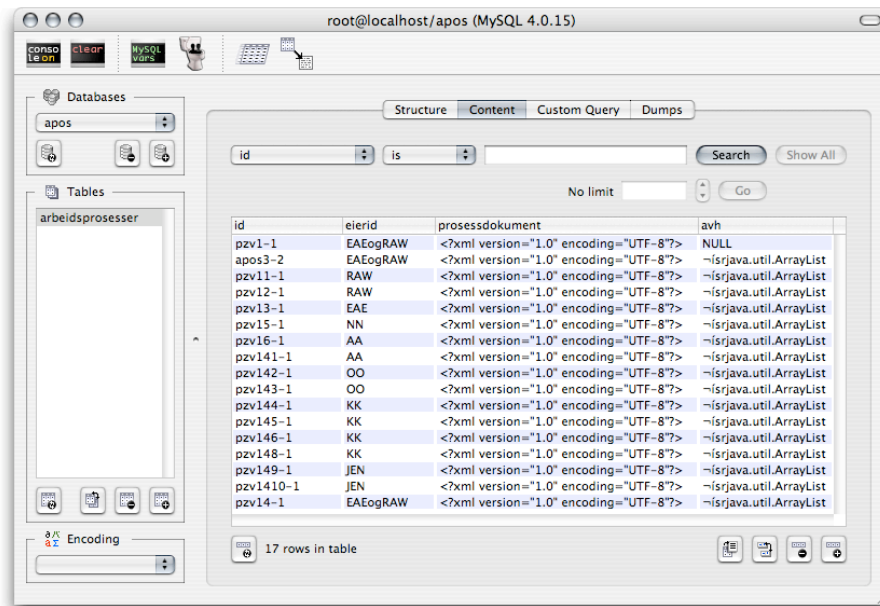 root@localhost/apos (MySQL 4.0.15)
conso
leon
clear
MySQL
vars
Databases
apos
Tables
arbeidsprosesser
Encoding
Structure Content Custom Query Dumps
id is Search Show All
No limit Go
id eierid prosessdokument avh
pzv1-1 EAEogRAW <?xml version="1.0" encoding="UTF-8"?> NULL
apos3-2 EAEogRAW <?xml version="1.0" encoding="UTF-8"?> ¬ísrjava.util.ArrayList
pzv11-1 RAW <?xml version="1.0" encoding="UTF-8"?> ¬ísrjava.util.ArrayList
pzv12-1 RAW <?xml version="1.0" encoding="UTF-8"?> ¬ísrjava.util.ArrayList
pzv13-1 EAE <?xml version="1.0" encoding="UTF-8"?> ¬ísrjava.util.ArrayList
pzv15-1 NN <?xml version="1.0" encoding="UTF-8"?> ¬ísrjava.util.ArrayList
pzv16-1 AA <?xml version="1.0" encoding="UTF-8"?> ¬ísrjava.util.ArrayList
pzv141-1 AA <?xml version="1.0" encoding="UTF-8"?> ¬ísrjava.util.ArrayList
pzv142-1 OO <?xml version="1.0" encoding="UTF-8"?> ¬ísrjava.util.ArrayList
pzv143-1 OO <?xml version="1.0" encoding="UTF-8"?> ¬ísrjava.util.ArrayList
pzv144-1 KK <?xml version="1.0" encoding="UTF-8"?> ¬ísrjava.util.ArrayList
pzv145-1 KK <?xml version="1.0" encoding="UTF-8"?> ¬ísrjava.util.ArrayList
pzv146-1 KK <?xml version="1.0" encoding="UTF-8"?> ¬ísrjava.util.ArrayList
pzv148-1 KK <?xml version="1.0" encoding="UTF-8"?> ¬ísrjava.util.ArrayList
pzv149-1 JEN <?xml version="1.0" encoding="UTF-8"?> ¬ísrjava.util.ArrayList
pzv1410-1 JEN <?xml version="1.0" encoding="UTF-8"?> ¬ísrjava.util.ArrayList
pzv14-1 EAEogRAW <?xml version="1.0" encoding="UTF-8"?> ¬ísrjava.util.ArrayList
17 rows in table